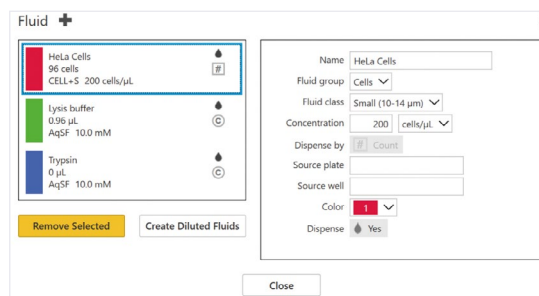 Fluid
HeLa Cells
96 cells
CELL+S 200 cells/µL
#
Lysis buffer
0.96 µL
AqSF 10.0 mM
C
Trypsin
0 µL
AqSF 10.0 mM
C
Remove Selected
Create Diluted Fluids
Name HeLa Cells
Fluid group Cells
Fluid class Small (10-14 µm)
Concentration 200 cells/µL
Dispense by # Count
Source plate
Source well
Color 1
Dispense Yes
Close